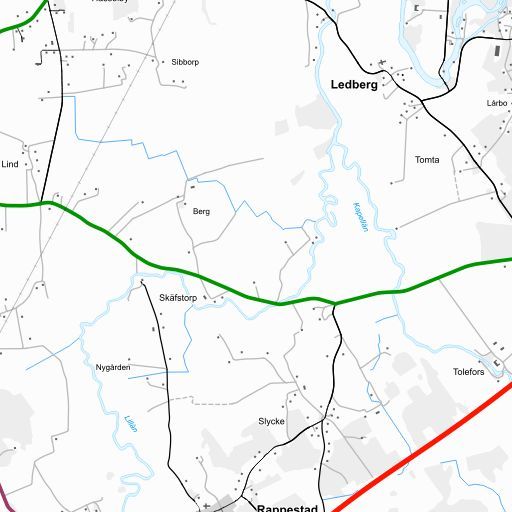 Sibborp
Ledberg
Lårbo
Tomta
Lind
Berg
Kapellån
Skäfstorp
Nygården
Tolefors
Lillån
Slycke
Rappestad